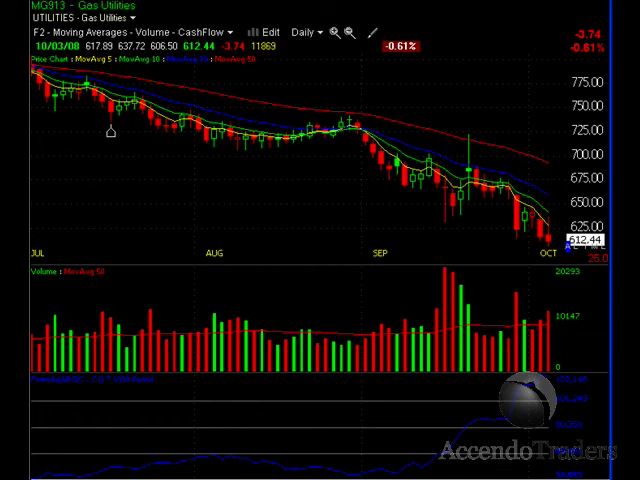 MG913 - Gas Utilities
UTILITIES · Gas Utilities
F2 - Moving Averages - Volume - CashFlow Edit Daily
10/03/08 617.89 637.72 606.50 612.44 -3.74 11869 -0.61% -3.74
-0.61%
Price Chart : MovAvg 5 : MovAvg 10 : MovAvg 20 : MovAvg 50
775.00
750.00
725.00
700.00
675.00
650.00
625.00
612.44
JUL AUG SEP OCT
Volume : MovAvg 50 20293
10147
0
AccendoTraders